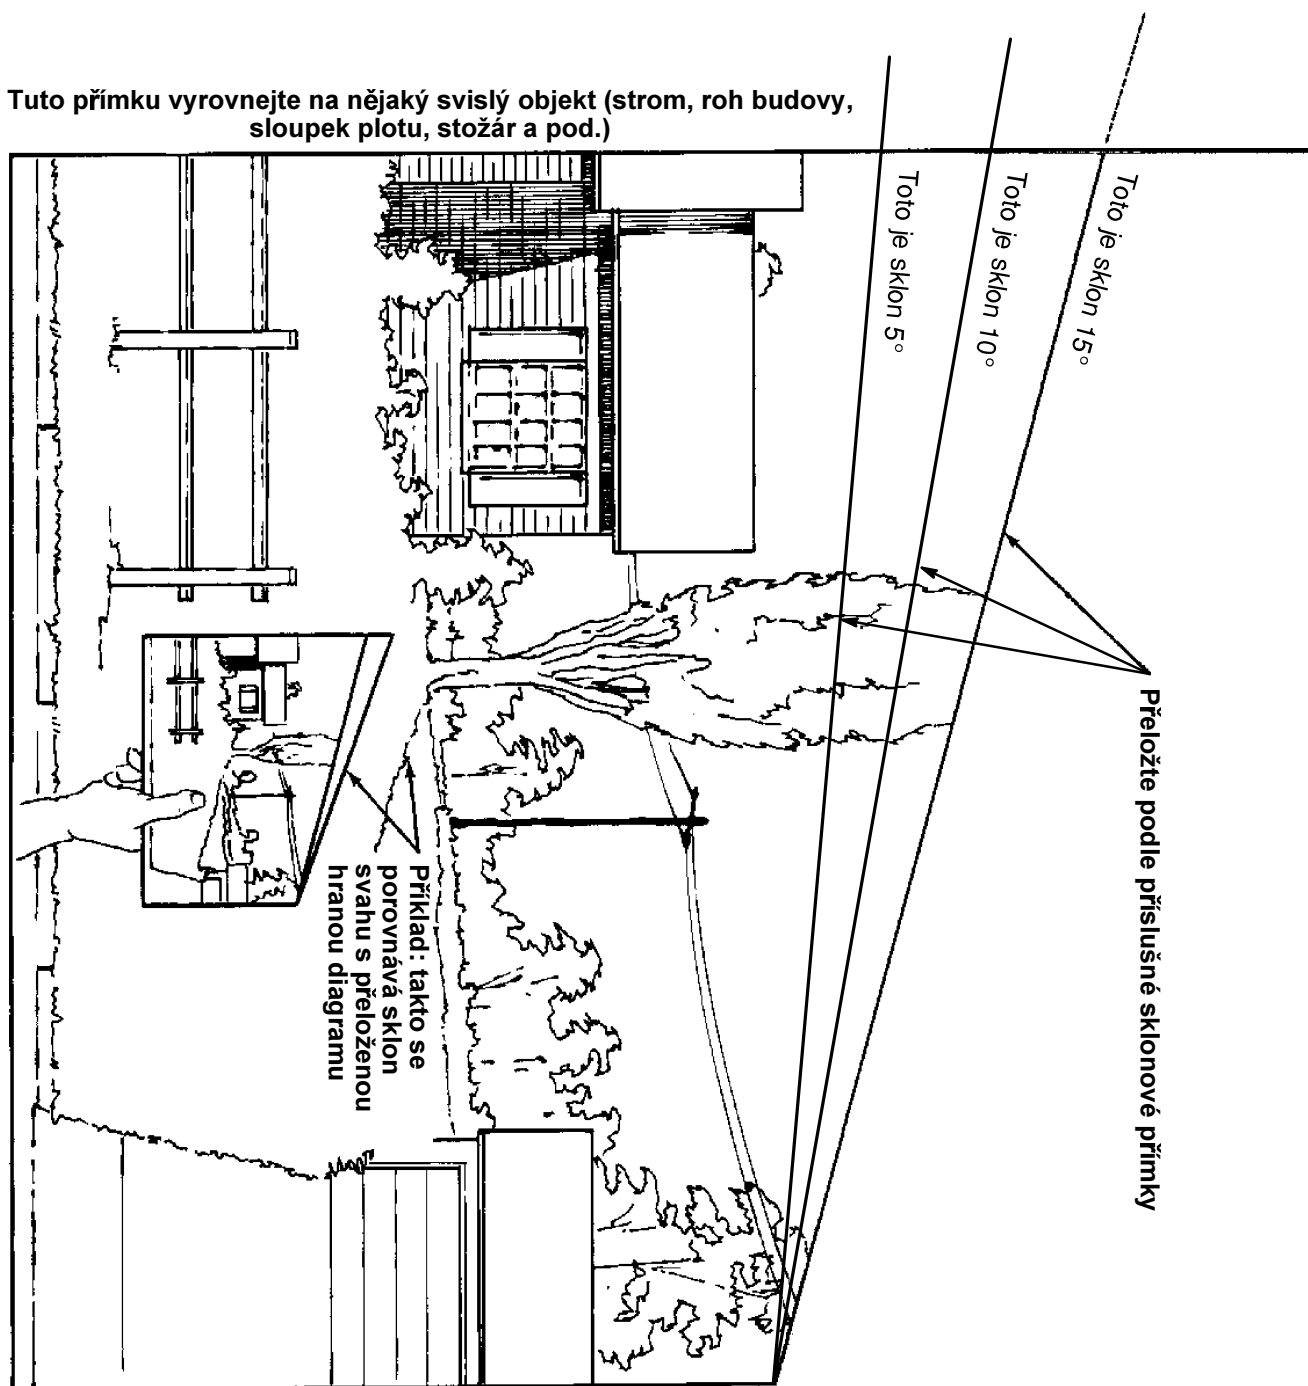 Tuto přímku vyrovnejte na nějaký svislý objekt (strom, roh budovy,
sloupek plotu, stožár a pod.)
Toto je sklon 5°
Toto je sklon 10°
Toto je sklon 15°
Přeložte podle příslušné sklonové přímky
Příklad: takto se
porovnává sklon
svahu s přeloženou
hranou diagramu